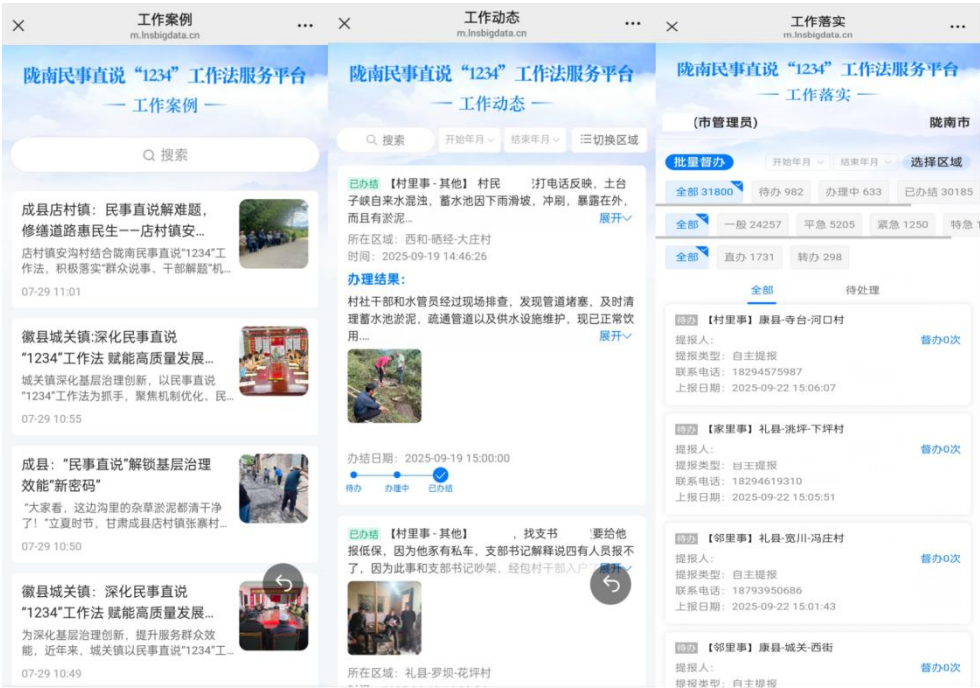 工作案例
m.lnsbigdata.cn
陇南民事直说“1234”工作法服务平台
工作案例
搜索
成县店村镇：民事直说解难题，
修缮道路惠民生——店村镇安...
店村镇安沟村结合陇南民事直说“1234”工
作法，积极落实“群众说事、干部解题”机...
07-29 11:01
徽县城关镇:深化民事直说
“1234”工作法 赋能高质量发展...
城关镇深化基层治理创新，以民事直说
“1234”工作法为抓手，聚焦机制优化、民...
07-29 10:55
成县：“民事直说”解锁基层治理
效能“新密码”
“大家看，这边沟里的杂草淤泥都清干净
了！”立夏时节，甘肃成县店村镇张寨村...
07-29 10:50
徽县城关镇：深化民事直说
“1234”工作法 赋能高质量发展...
为深化基层治理创新，提升服务群众效
能，近年来，城关镇以民事直说“1234”工...
07-29 10:49
工作动态
m.lnsbigdata.cn
陇南民事直说“1234”工作法服务平台
工作动态
搜索 开始年月 结束年月 切换区域
已办结 【村里事-其他】 村民 打电话反映，土台
子峡自来水混浊，蓄水池因下雨滑坡，冲刷，暴露在外，
而且有淤泥... 展开
所在区域：西和-晒经-大庄村
时间：2025-09-19 14:46:26
办理结果：
村社干部和水管员经过现场排查，发现管道堵塞，及时清
理蓄水池淤泥，疏通管道以及供水设施维护，现已正常饮
用.... 展开
办结日期：2025-09-19 15:00:00
待办 办理中 已办结
已办结 【村里事-其他】 ，找支书 要给他
报低保，因为他家有私车，支部书记解释说四有人员报不
了，因为此事和支部书记吵架，经包村干部入户 展开
所在区域：礼县-罗坝-花坪村
工作落实
m.lnsbigdata.cn
陇南民事直说“1234”工作法服务平台
工作落实
(市管理员) 陇南市
批量督办 开始年月 结束年月 选择区域
全部 31800 待办 982 办理中 633 已办结 30185
全部 一般 24257 平急 5205 紧急 1250 特急 1
全部 直办 1731 转办 298
全部 待处理
待办 【村里事】康县-寺台-河口村
提报人： 督办0次
提报类型：自主提报
联系电话：18294575987
上报日期：2025-09-22 15:06:07
待办 【家里事】礼县-洮坪-下坪村
提报人： 督办0次
提报类型：自主提报
联系电话：18294619310
上报日期：2025-09-22 15:05:51
待办 【邻里事】礼县-宽川-冯庄村
提报人： 督办0次
提报类型：自主提报
联系电话：18793950686
上报日期：2025-09-22 15:01:43
待办 【邻里事】康县-城关-西街
提报人： 督办0次
提报类型：自主提报